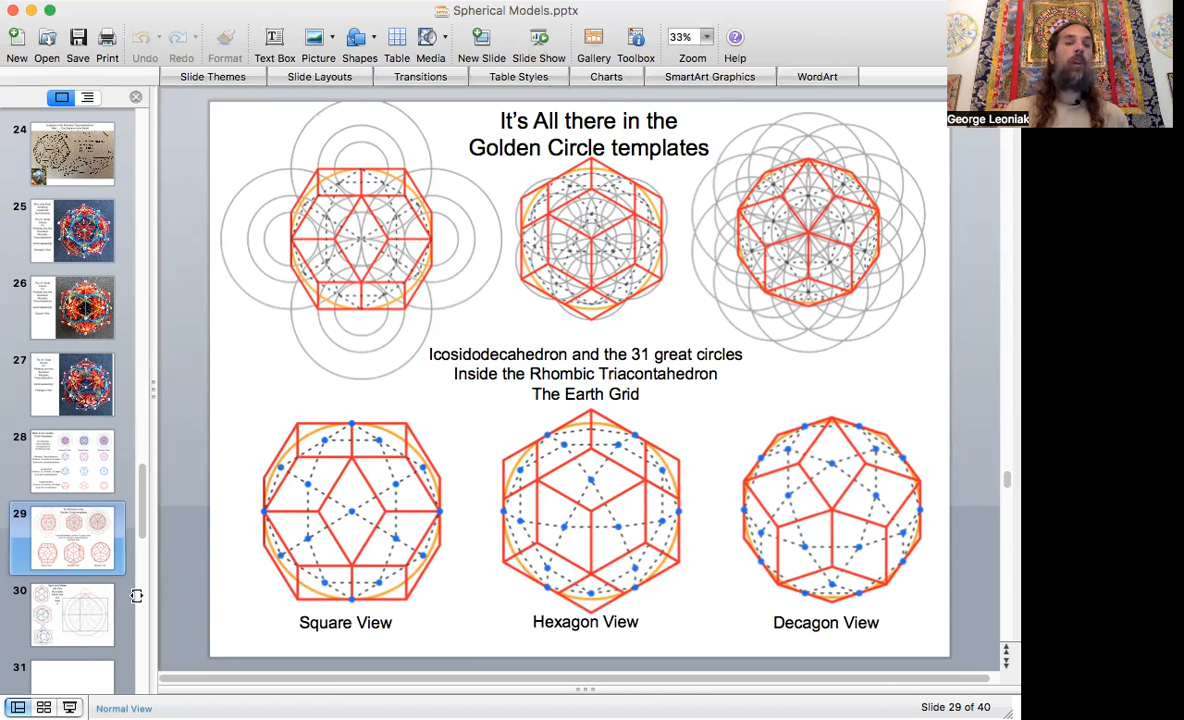 Spherical Models.pptx
New
Open
Save
Print
Undo
Redo
Format
Text Box
Picture
Shapes
Table
Media
New Slide
Slide Show
Gallery
Toolbox
33%
Zoom
Help
Slide Themes
Slide Layouts
Transitions
Table Styles
Charts
SmartArt Graphics
WordArt
George Leoniak
24
25
26
27
28
29
30
31
It's All there in the
Golden Circle templates
Icosidodecahedron and the 31 great circles
Inside the Rhombic Triacontahedron
The Earth Grid
Square View
Hexagon View
Decagon View
Normal View
Slide 29 of 40